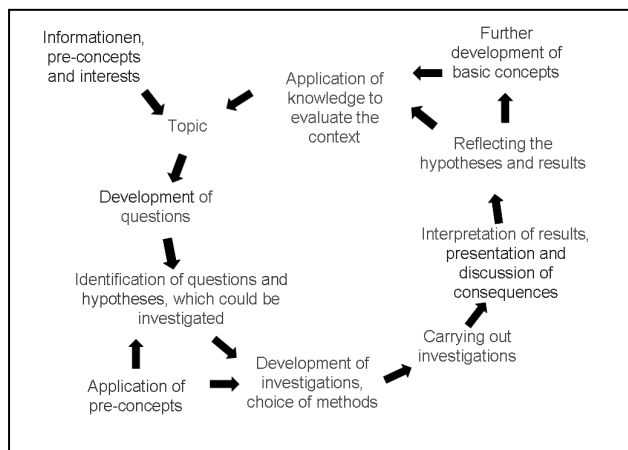 Informationen,
pre-concepts
and interests
Topic
Development of
questions
Identification of questions and
hypotheses, which could be
investigated
Application of
pre-concepts
Development of
investigations,
choice of methods
Carrying out
investigations
Interpretation of results,
presentation and
discussion of
consequences
Reflecting the
hypotheses and results
Further
development of
basic concepts
Application of
knowledge to
evaluate the
context